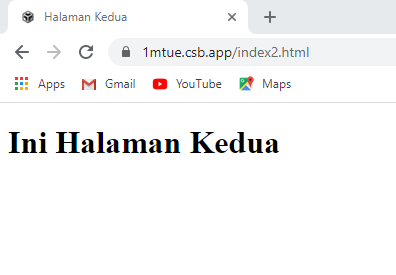 Halaman Kedua
1mtue.csb.app/index2.html
Apps Gmail YouTube Maps
Ini Halaman Kedua